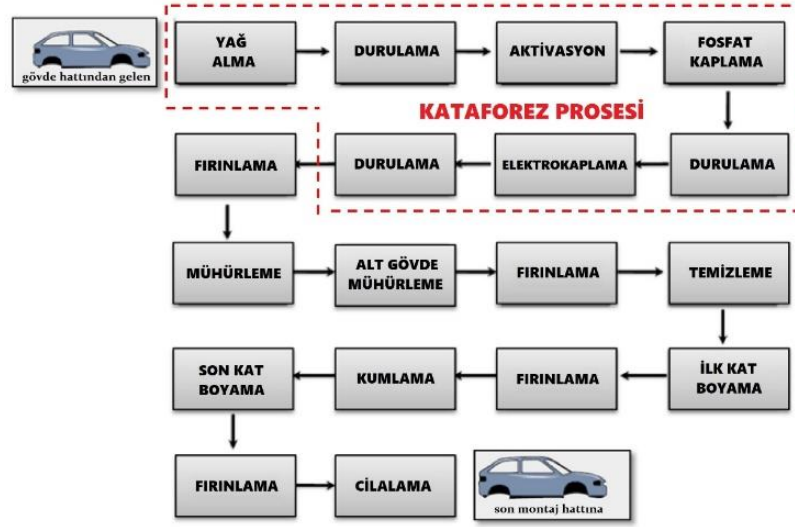 gövde hattından gelen
YAĞ
ALMA
DURULAMA
AKTİVASYON
FOSFAT
KAPLAMA
KATAFOREZ PROSESİ
DURULAMA
ELEKTROKAPLAMA
DURULAMA
FIRINLAMA
MÜHÜRLEME
ALT GÖVDE
MÜHÜRLEME
FIRINLAMA
TEMİZLEME
İLK KAT
BOYAMA
FIRINLAMA
KUMLAMA
SON KAT
BOYAMA
FIRINLAMA
CİLALAMA
son montaj hattına